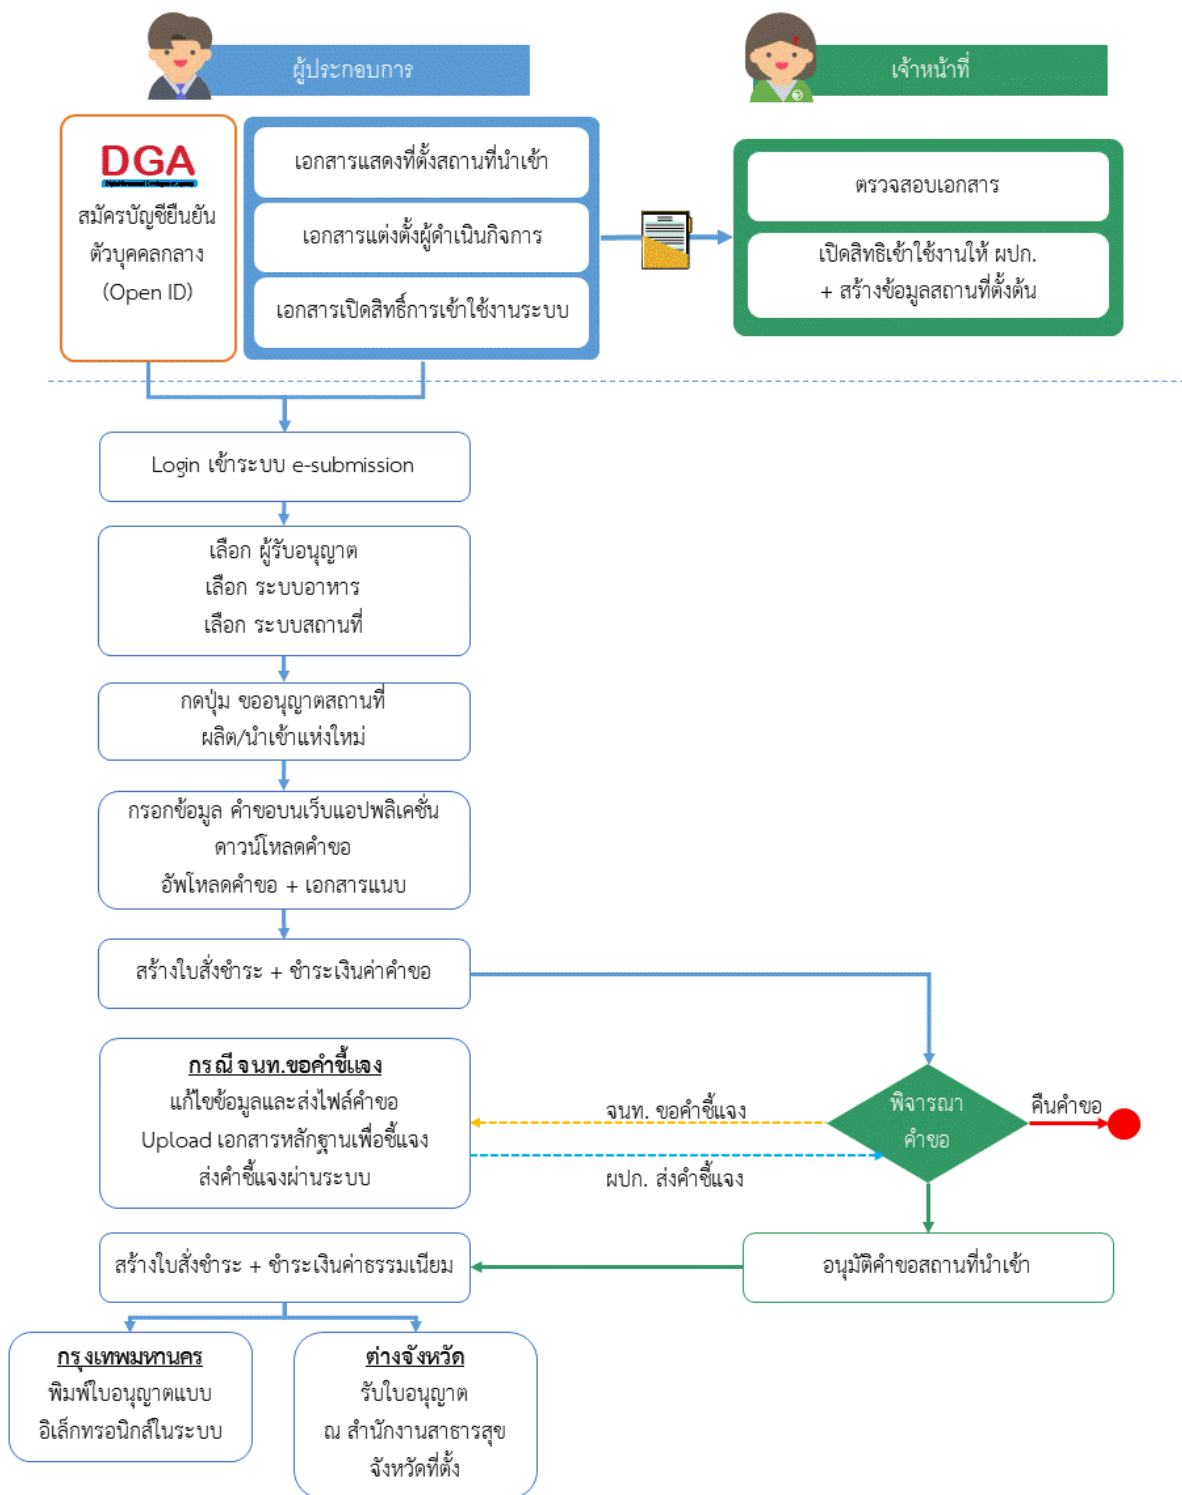 ผู้ประกอบการ
เจ้าหน้าที่
DGA
สมัครบัญชียืนยัน
ตัวบุคคลกลาง
(Open ID)
เอกสารแสดงที่ตั้งสถานที่นำเข้า
เอกสารแต่งตั้งผู้ดำเนินกิจการ
เอกสารเปิดสิทธิ์การเข้าใช้งานระบบ
ตรวจสอบเอกสาร
เปิดสิทธิเข้าใช้งานให้ ผปก.
+ สร้างข้อมูลสถานที่ตั้งต้น
Login เข้าระบบ e-submission
เลือก ผู้รับอนุญาต
เลือก ระบบอาหาร
เลือก ระบบสถานที่
กดปุ่ม ขออนุญาตสถานที่
ผลิต/นำเข้าแห่งใหม่
กรอกข้อมูล คำขอบนเว็บแอปพลิเคชั่น
ดาวน์โหลดคำขอ
อัพโหลดคำขอ + เอกสารแนบ
สร้างใบสั่งชำระ + ชำระเงินค่าคำขอ
กรณี จนท.ขอคำชี้แจง
แก้ไขข้อมูลและส่งไฟล์คำขอ
Upload เอกสารหลักฐานเพื่อชี้แจง
ส่งคำชี้แจงผ่านระบบ
จนท. ขอคำชี้แจง
ผปก. ส่งคำชี้แจง
พิจารณา
คำขอ
คืนคำขอ
สร้างใบสั่งชำระ + ชำระเงินค่าธรรมเนียม
อนุมัติคำขอสถานที่นำเข้า
กรุงเทพมหานคร
พิมพ์ใบอนุญาตแบบ
อิเล็กทรอนิกส์ในระบบ
ต่างจังหวัด
รับใบอนุญาต
ณ สำนักงานสาธารสุข
จังหวัดที่ตั้ง